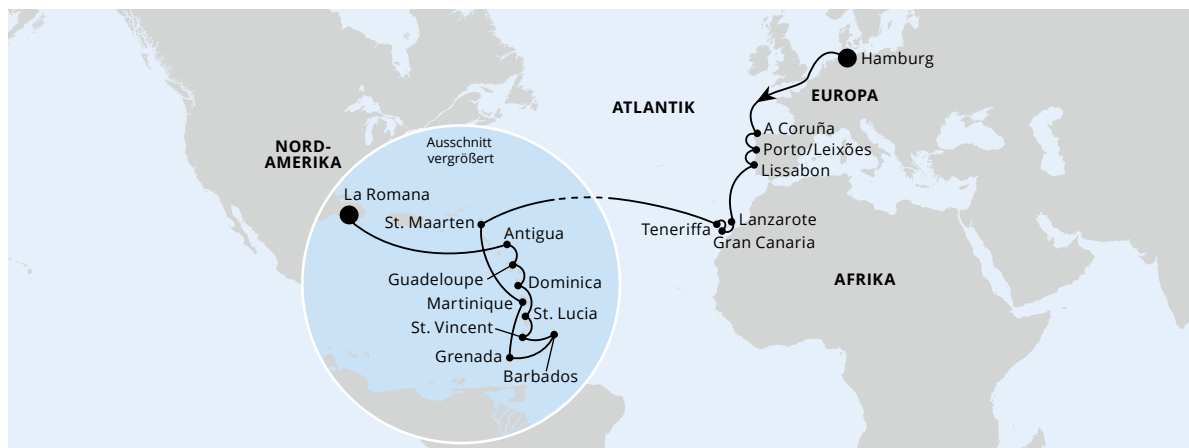 Hamburg
EUROPA
ATLANTIK
A Coruña
Porto/Leixões
Lissabon
NORD-
AMERIKA
Ausschnitt
vergrößert
La Romana
St. Maarten
Antigua
Teneriffa
Lanzarote
Gran Canaria
Guadeloupe
Dominica
AFRIKA
Martinique
St. Lucia
St. Vincent
Grenada
Barbados